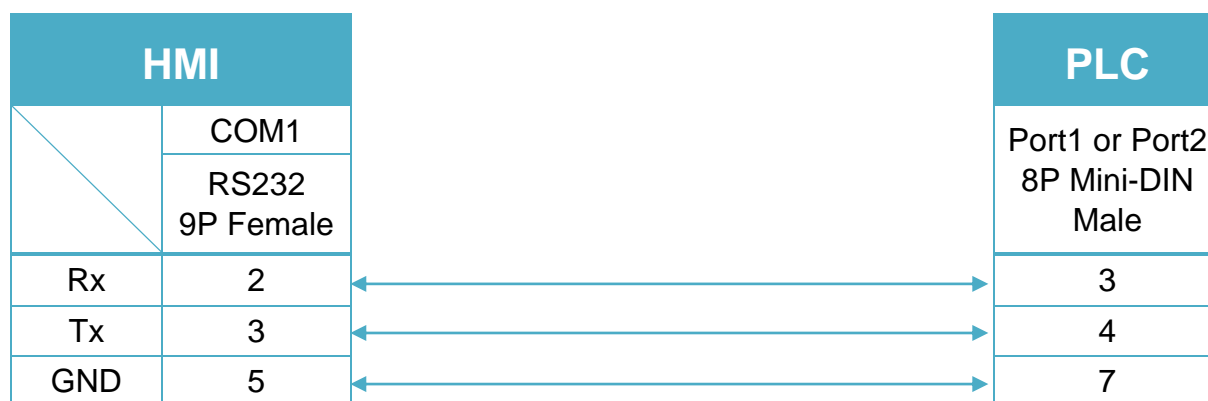 HMI
PLC
COM1
RS232
9P Female
Port1 or Port2
8P Mini-DIN
Male
Rx 2 3
Tx 3 4
GND 5 7